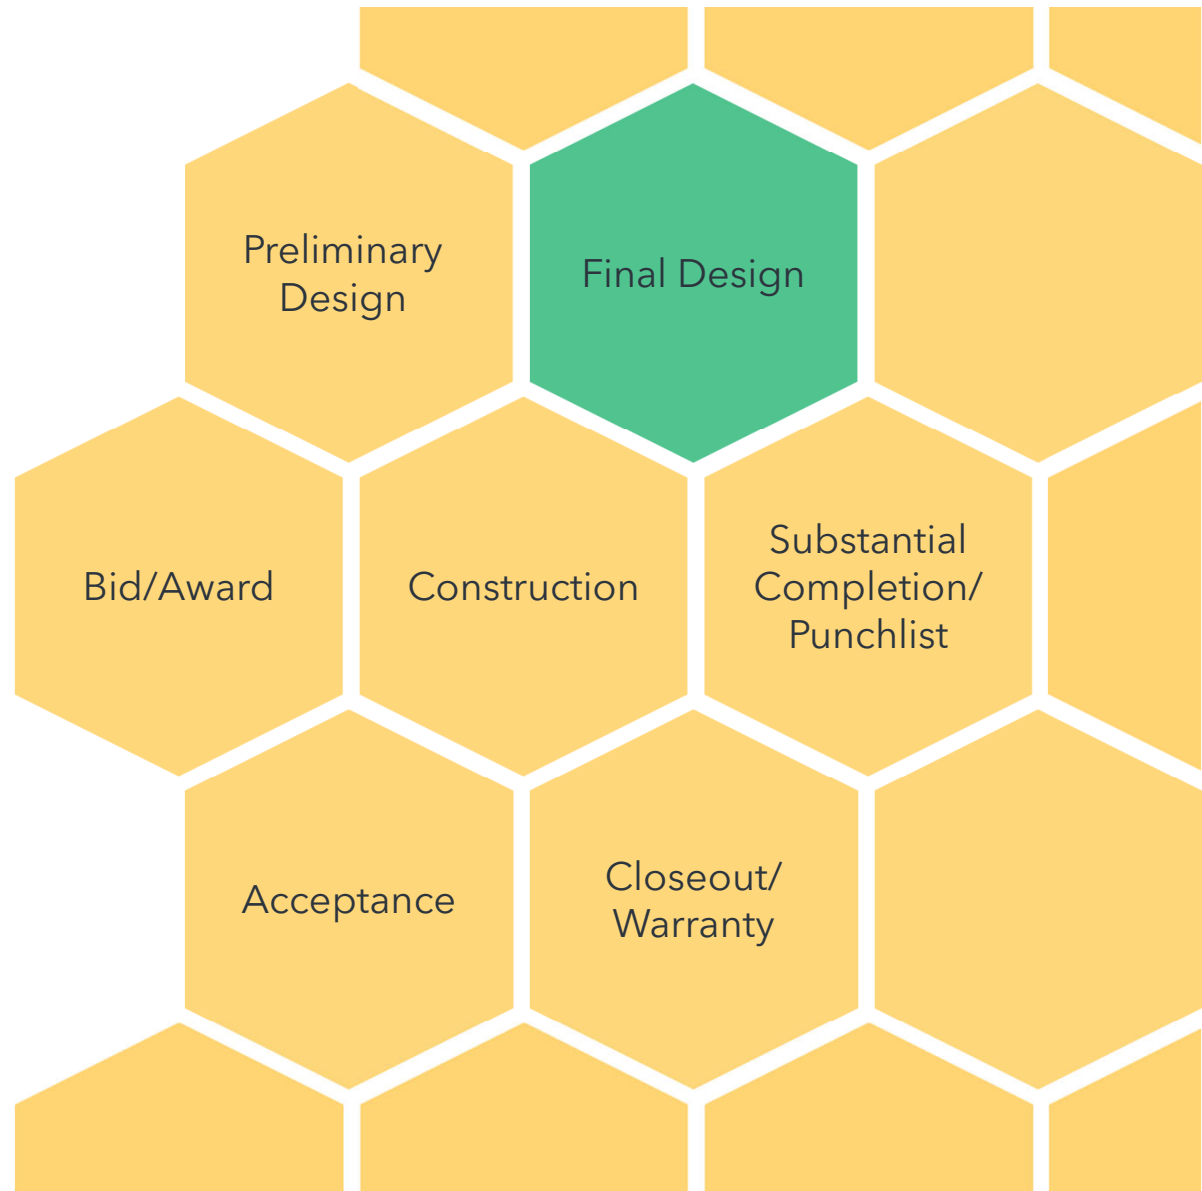 Preliminary
Design
Final Design
Bid/Award
Construction
Substantial
Completion/
Punchlist
Acceptance
Closeout/
Warranty